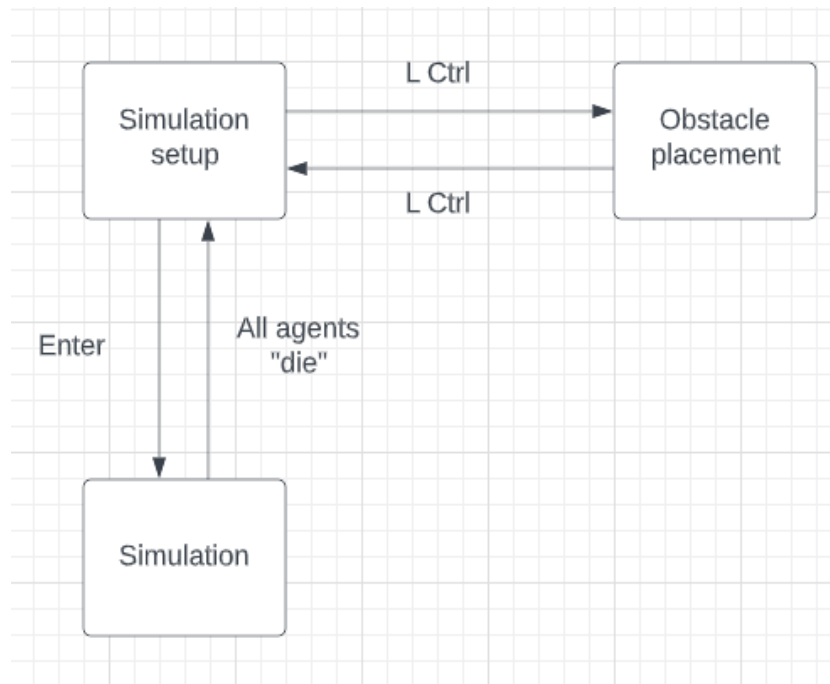 L Ctrl
Simulation
setup
Obstacle
placement
L Ctrl
Enter
All agents
"die"
Simulation